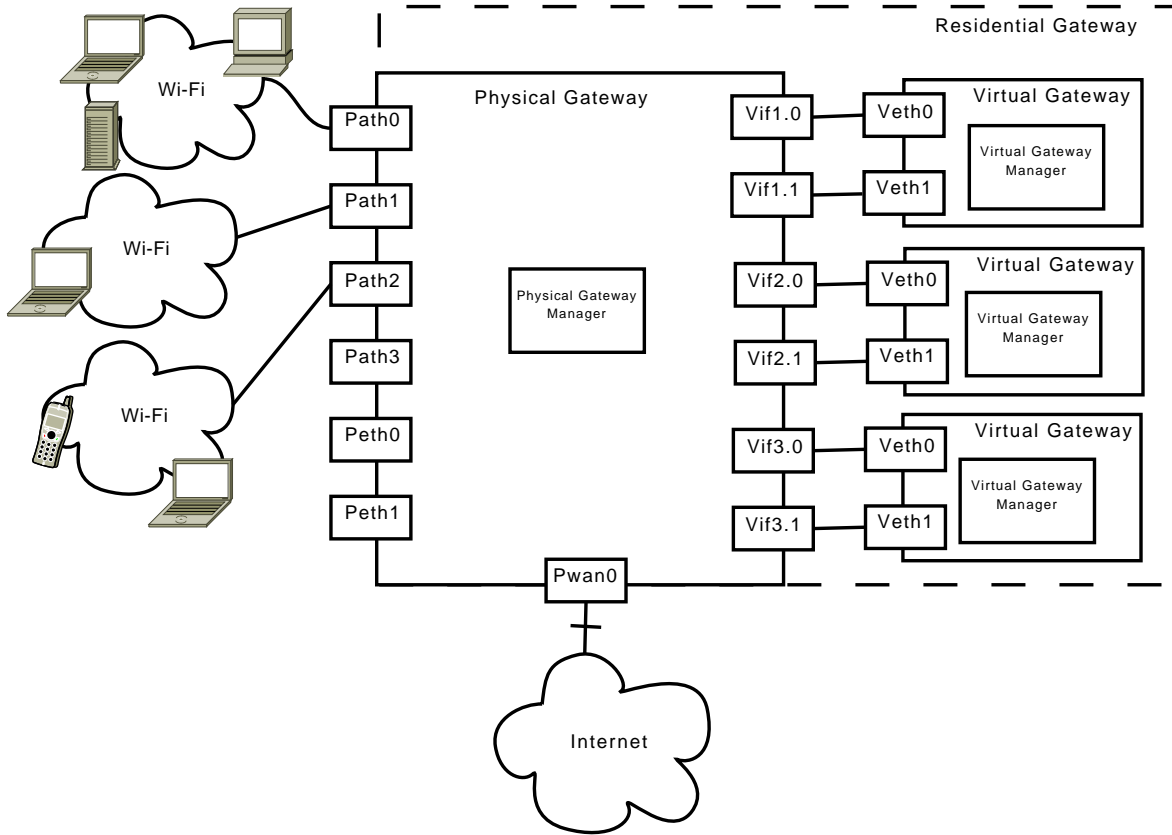 Residential Gateway
Physical Gateway
Wi-Fi
Path0
Path1
Wi-Fi
Path2
Path3
Wi-Fi
Peth0
Peth1
Physical Gateway
Manager
Vif1.0
Veth0
Virtual Gateway
Virtual Gateway
Manager
Vif1.1
Veth1
Vif2.0
Veth0
Virtual Gateway
Virtual Gateway
Manager
Vif2.1
Veth1
Vif3.0
Veth0
Virtual Gateway
Virtual Gateway
Manager
Vif3.1
Veth1
Pwan0
Internet